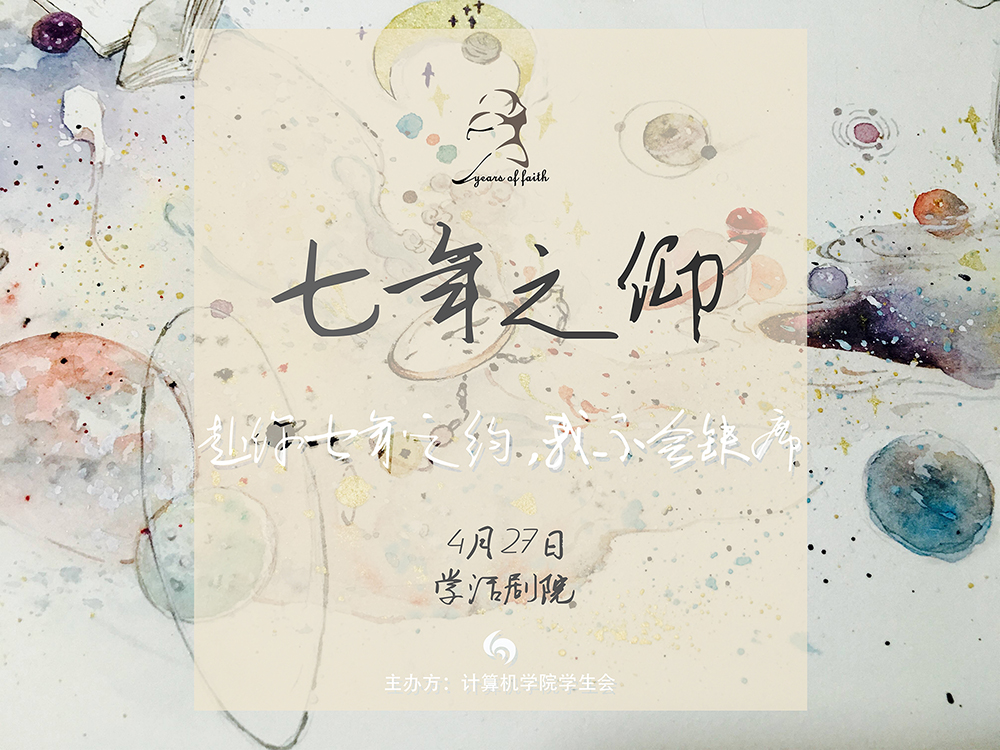 years of faith
七年之仰
赴你七年之约,我不会缺席
4月27日
学活剧院
主办方：计算机学院学生会